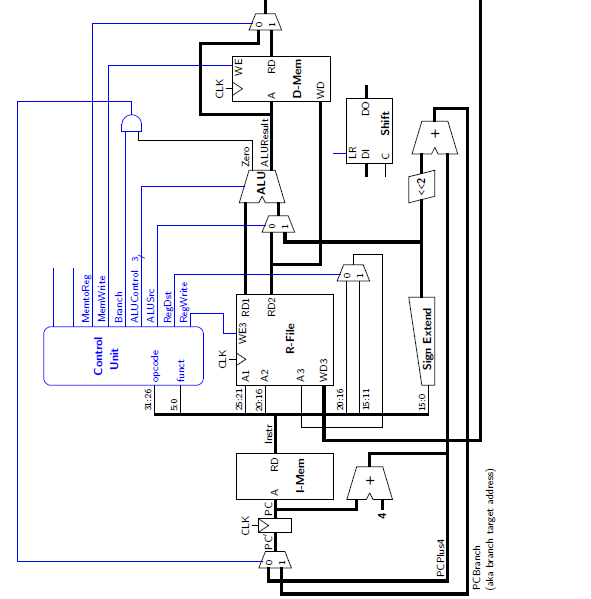 0 1
WE
RD
CLK
A
D-Mem
WD
DO
Shift
LR
DI
C
+
<<2
Zero
ALUResult
ALU
0 1
MemtoReg
MemWrite
Branch
ALUControl 3
ALUSrc
RegDst
RegWrite
Control
Unit
opcode
funct
31:26
5:0
0 1
RD1
RD2
WE3
CLK
R-File
A1
A2
A3
WD3
25:21
20:16
20:16
15:11
15:0
Sign Extend
Instr
RD
A
I-Mem
PC
CLK
PC'
+
4
0 1
PCPlus4
PCBranch
(aka branch target address)